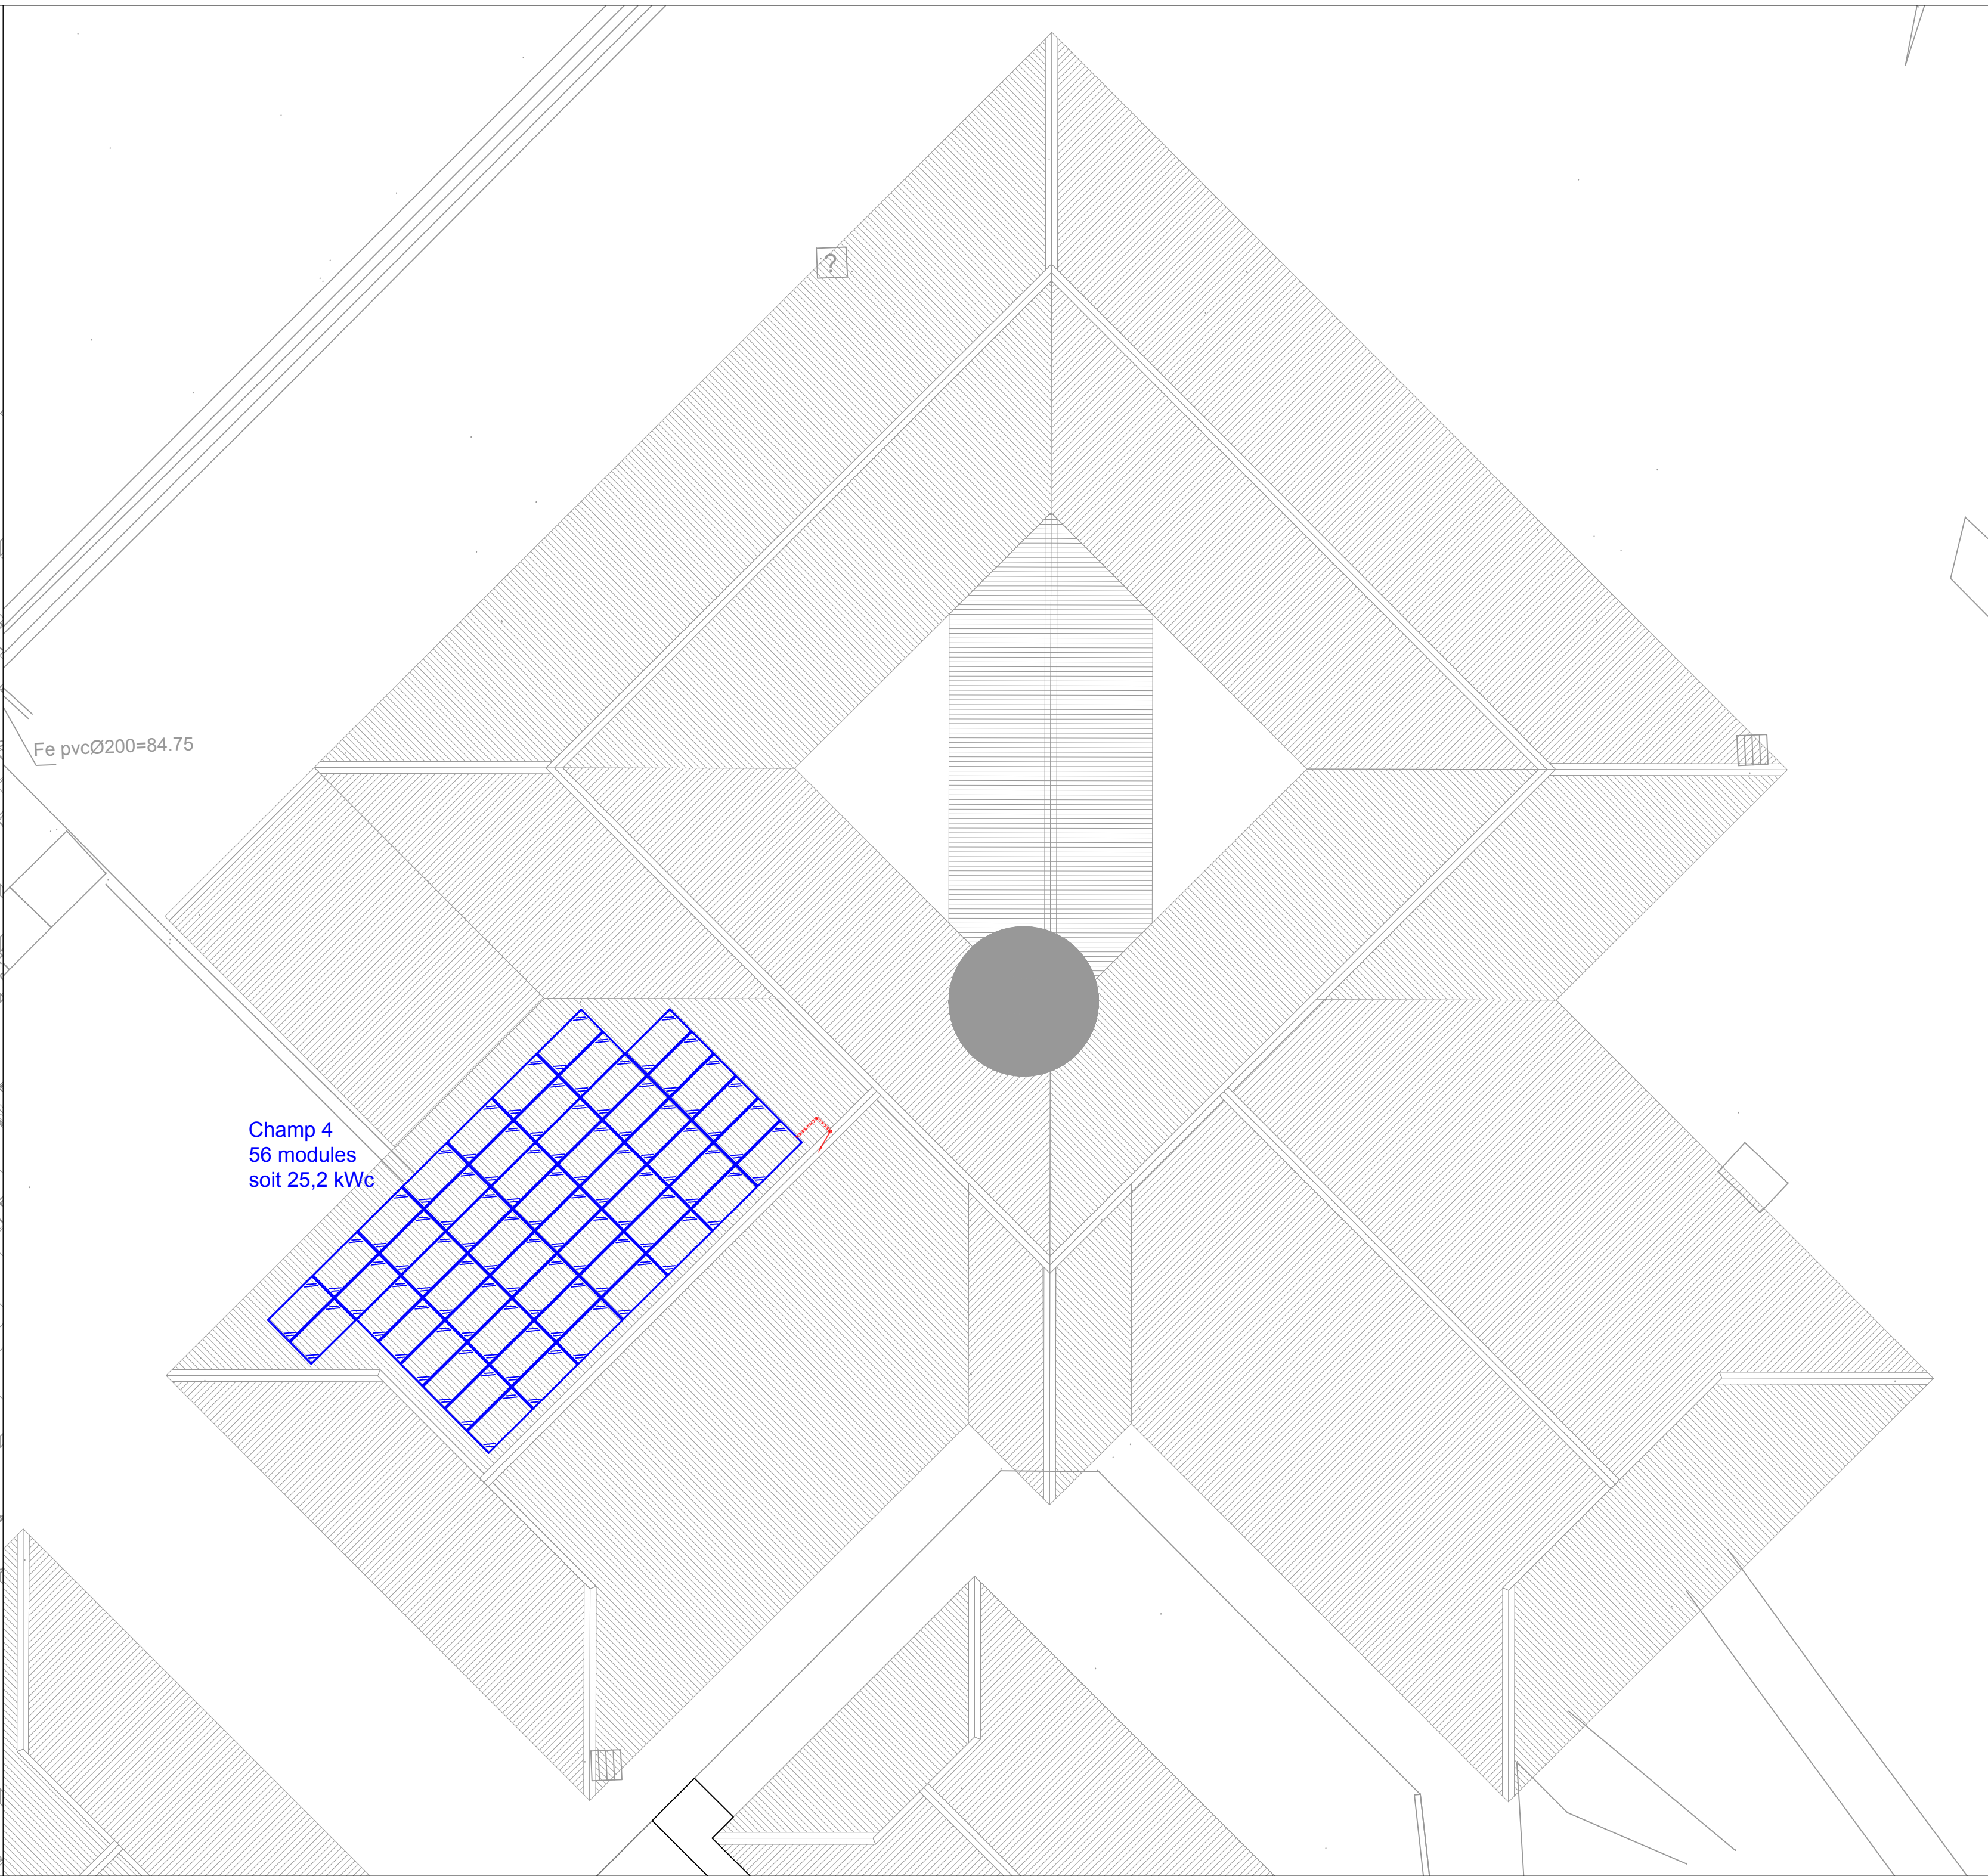 ?
Fe pvcØ200=84.75
Champ 4
56 modules
soit 25,2 kWc